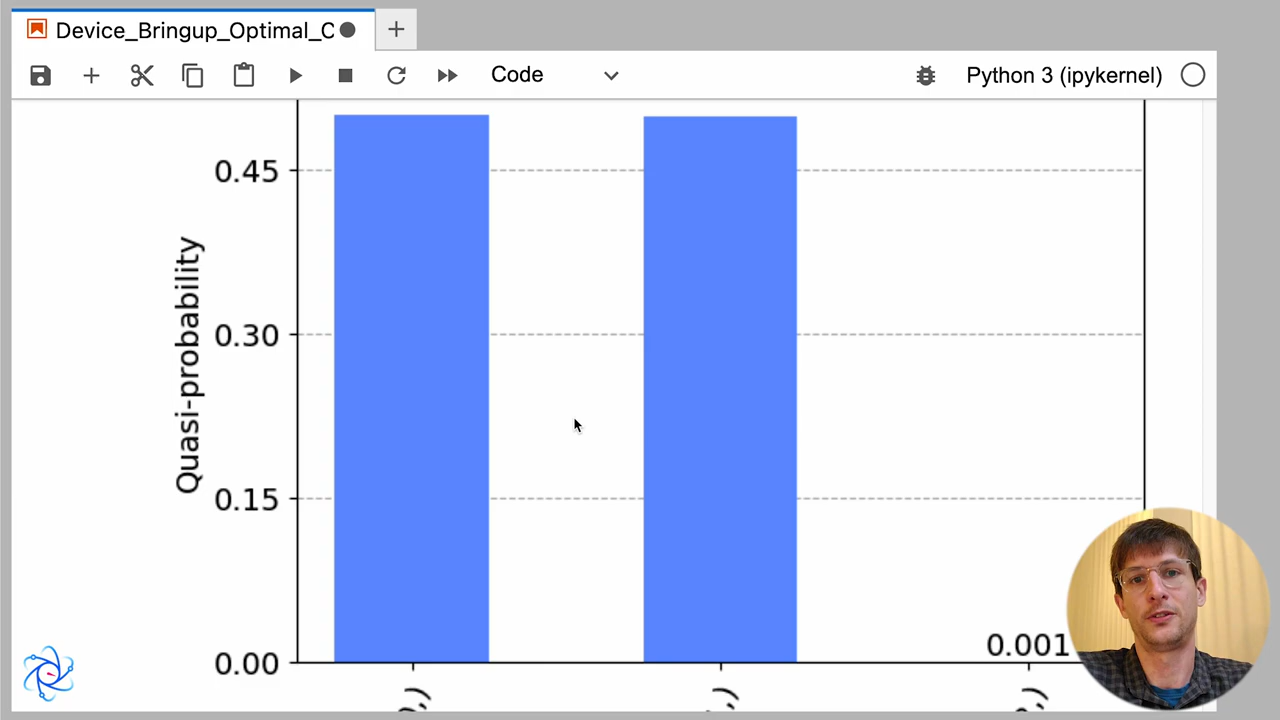 Device_Bringup_Optimal_C
Code
Python 3 (ipykernel)
Quasi-probability
0.45
0.30
0.15
0.00
0.001